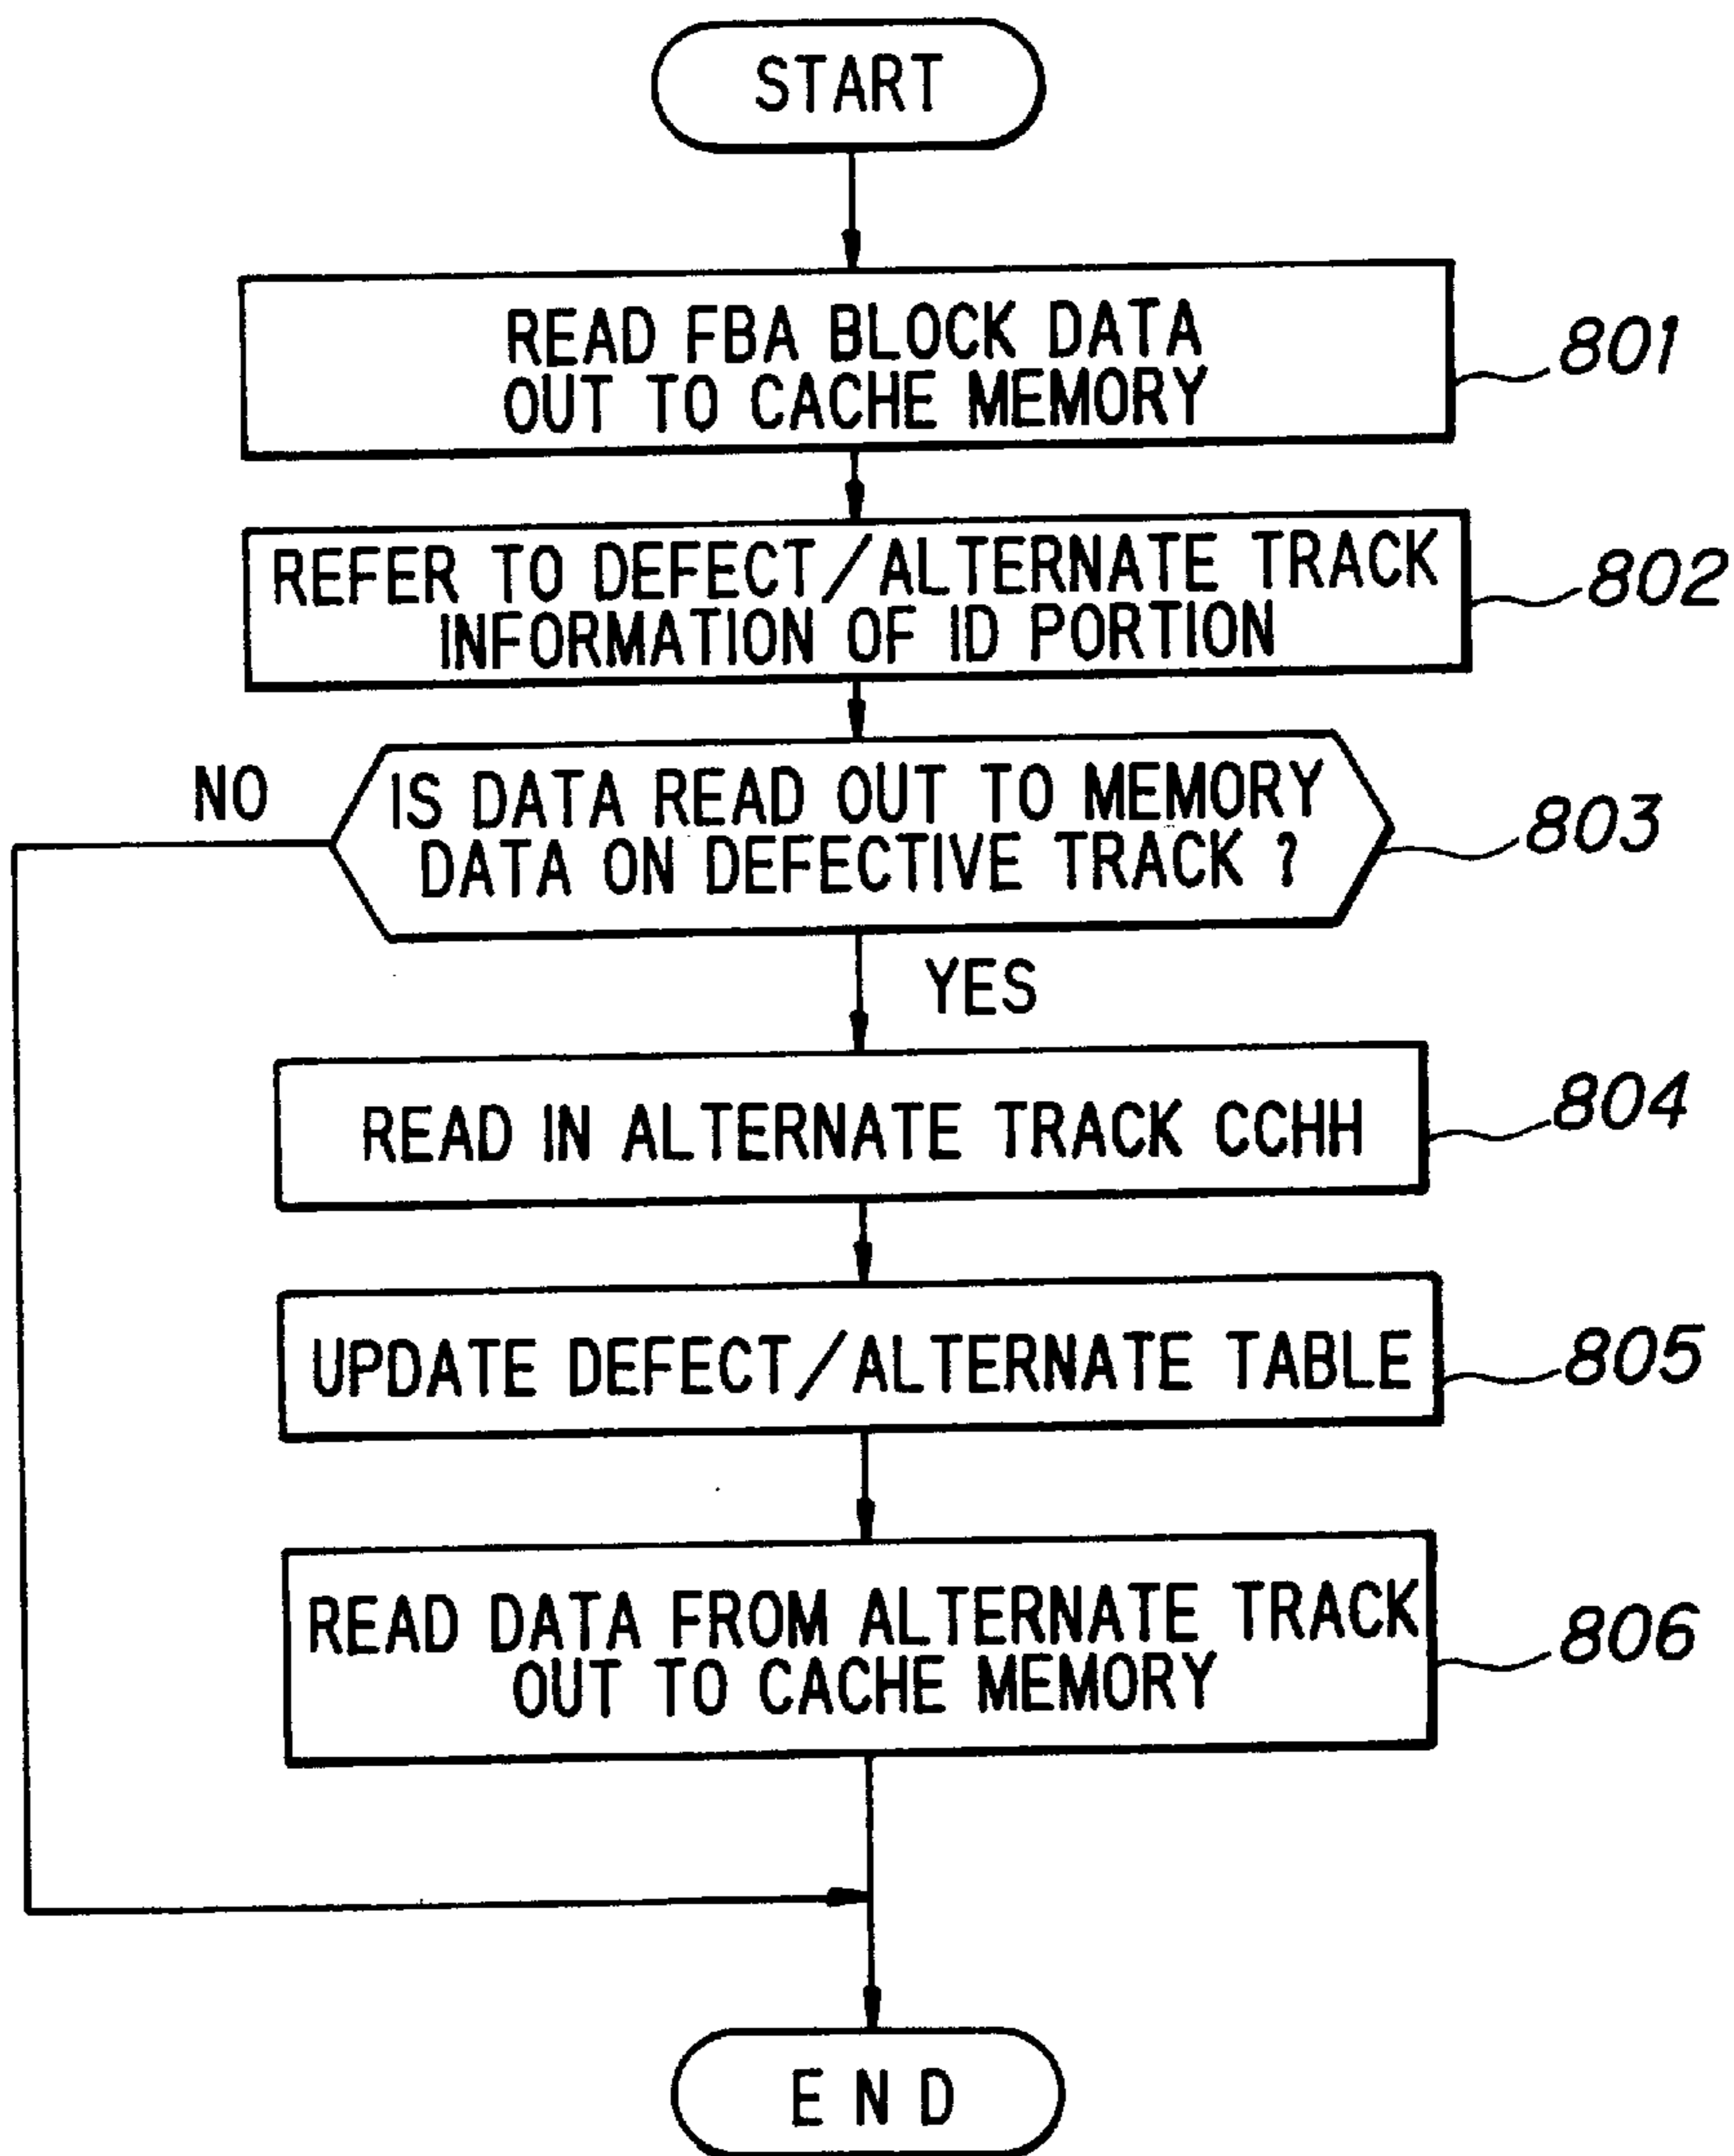 START
READ FBA BLOCK DATA
OUT TO CACHE MEMORY
801
REFER TO DEFECT/ALTERNATE TRACK
INFORMATION OF ID PORTION
802
NO
IS DATA READ OUT TO MEMORY
DATA ON DEFECTIVE TRACK ?
803
YES
READ IN ALTERNATE TRACK CCHH
804
UPDATE DEFECT/ALTERNATE TABLE
805
READ DATA FROM ALTERNATE TRACK
OUT TO CACHE MEMORY
806
END